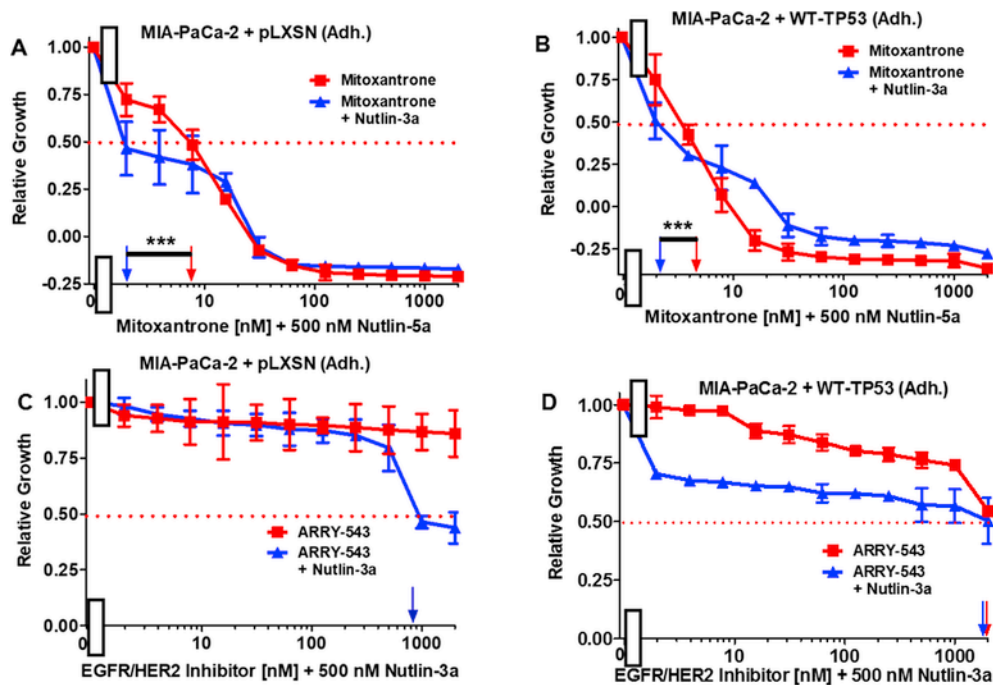 A
MIA-PaCa-2 + pLXSN (Adh.)
Relative Growth
1.00
0.75
0.50
0.25
0.00
-0.25
Mitoxantrone
Mitoxantrone
+ Nutlin-3a
***
0
10
100
1000
Mitoxantrone [nM] + 500 nM Nutlin-5a
B
MIA-PaCa-2 + WT-TP53 (Adh.)
Relative Growth
1.00
0.75
0.50
0.25
0.00
-0.25
Mitoxantrone
Mitoxantrone
+ Nutlin-3a
***
0
10
100
1000
Mitoxantrone [nM] + 500 nM Nutlin-5a
C
MIA-PaCa-2 + pLXSN (Adh.)
Relative Growth
1.00
0.75
0.50
0.25
0.00
ARRY-543
ARRY-543
+ Nutlin-3a
0
10
100
1000
EGFR/HER2 Inhibitor [nM] + 500 nM Nutlin-3a
D
MIA-PaCa-2 + WT-TP53 (Adh.)
Relative Growth
1.00
0.75
0.50
0.25
0.00
ARRY-543
ARRY-543
+ Nutlin-3a
0
10
100
1000
EGFR/HER2 Inhibitor [nM] + 500 nM Nutlin-3a